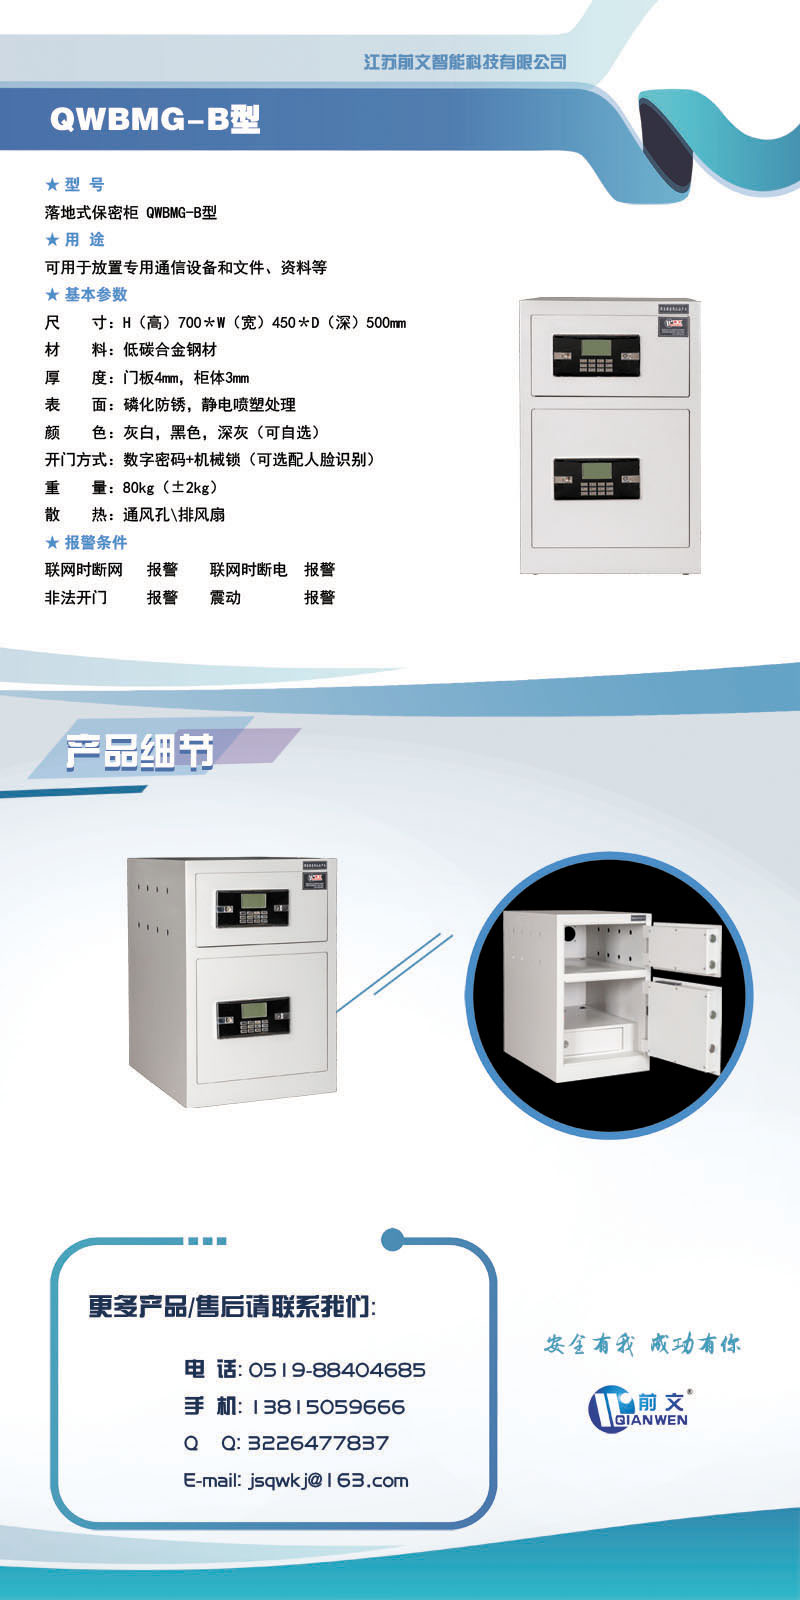 江苏前文智能科技有限公司
QWBMG-B型
★ 型 号
落地式保密柜 QWBMG-B型
★ 用 途
可用于放置专用通信设备和文件、资料等
★ 基本参数
尺 寸：H（高）700＊W（宽）450＊D（深）500mm
材 料：低碳合金钢材
厚 度：门板4mm，柜体3mm
表 面：磷化防锈，静电喷塑处理
颜 色：灰白，黑色，深灰（可自选）
开门方式：数字密码+机械锁（可选配人脸识别）
重 量：80kg（±2kg）
散 热：通风孔\排风扇
★ 报警条件
联网时断网 报警 联网时断电 报警
非法开门 报警 震动 报警
产品细节
更多产品/售后请联系我们:
电 话: 0519-88404685
手 机: 13815059666
Q Q: 3226477837
E-mail: jsqwkj@163.com
安全有我 成功有你
前文®
QIANWEN